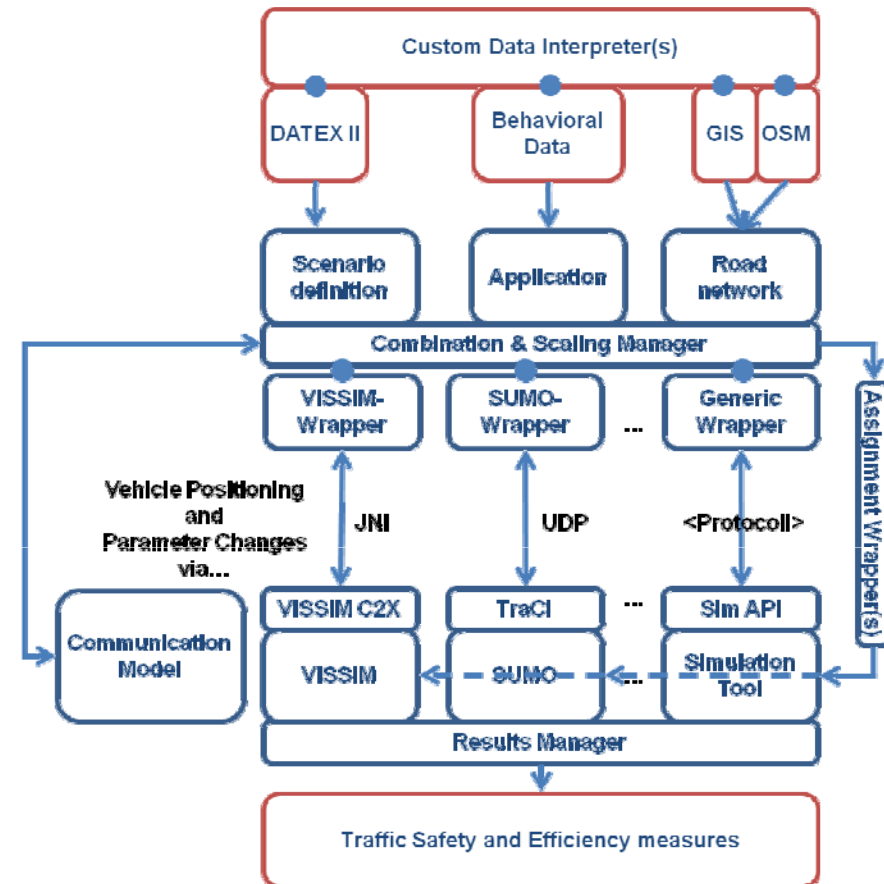 Custom Data Interpreter(s)
DATEX II
Behavioral
Data
GIS
OSM
Scenario
definition
Application
Road
network
Combination & Scaling Manager
VISSIM-
Wrapper
SUMO-
Wrapper
...
Generic
Wrapper
Assignment Wrapper(s)
Vehicle Positioning
and
Parameter Changes
via...
JNI
UDP
<Protocoll>
VISSIM C2X
TraCI
...
Sim API
Communication
Model
VISSIM
SUMO
...
Simulation
Tool
Results Manager
Traffic Safety and Efficiency measures